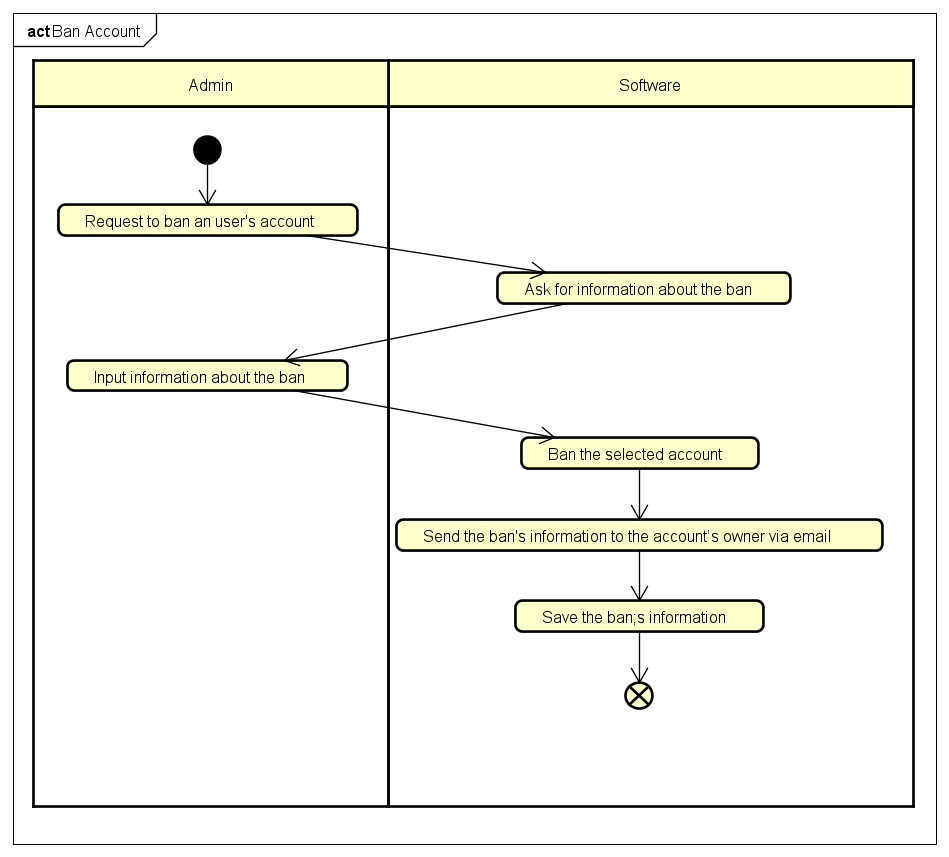 act Ban Account
Admin
Software
Request to ban an user's account
Ask for information about the ban
Input information about the ban
Ban the selected account
Send the ban's information to the account's owner via email
Save the ban;s information